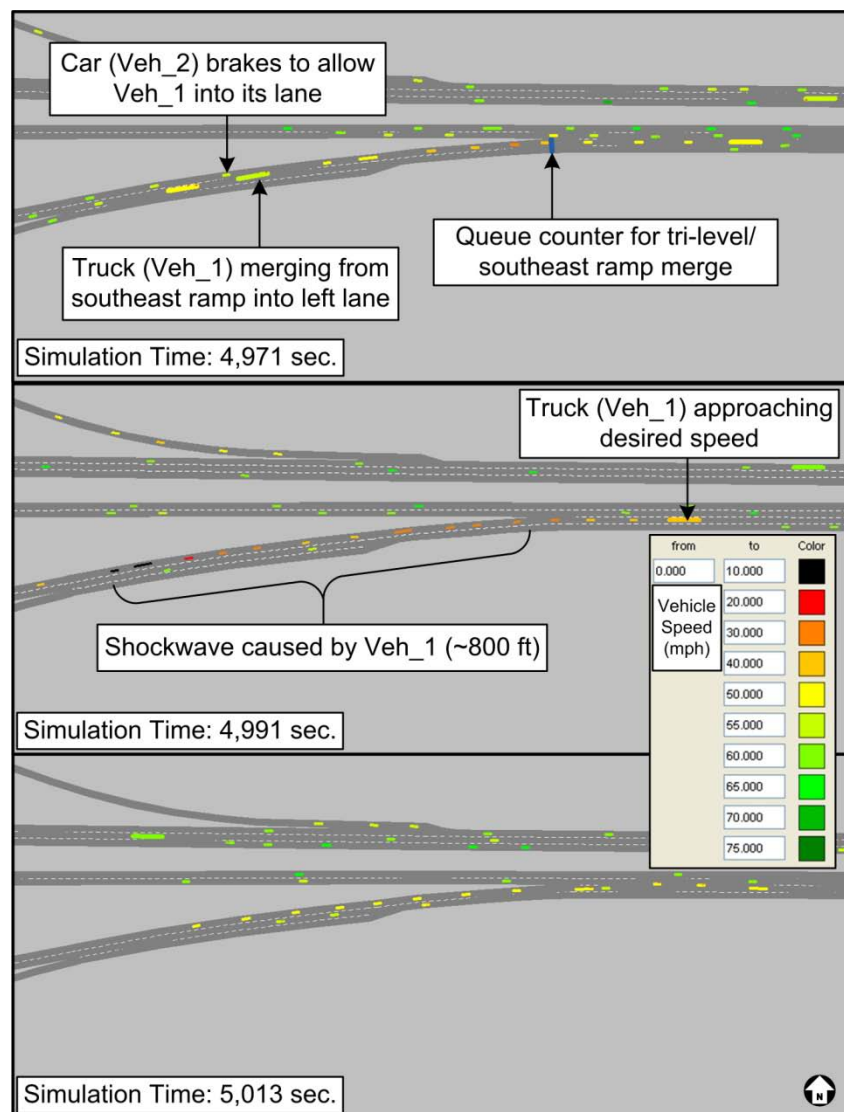 Car (Veh_2) brakes to allow
Veh_1 into its lane
Truck (Veh_1) merging from
southeast ramp into left lane
Queue counter for tri-level/
southeast ramp merge
Simulation Time: 4,971 sec.
Truck (Veh_1) approaching
desired speed
Shockwave caused by Veh_1 (~800 ft)
Simulation Time: 4,991 sec.
from to Color
0.000 10.000
Vehicle
Speed
(mph)
20.000
30.000
40.000
50.000
55.000
60.000
65.000
70.000
75.000
Simulation Time: 5,013 sec.
N